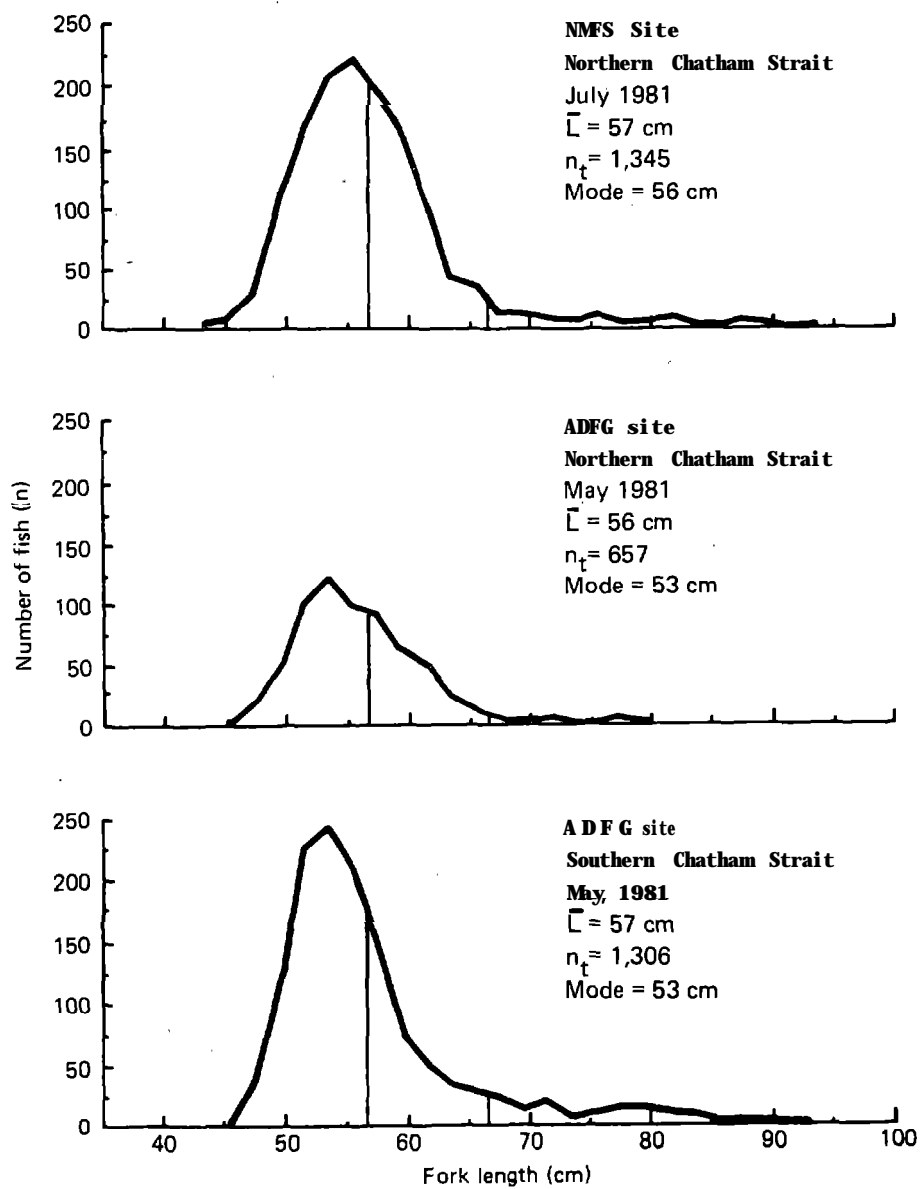 250
200
150
100
50
0
NMFS Site
Northern Chatham Strait
July 1981
L̅ = 57 cm
nt= 1,345
Mode = 56 cm
Number of fish (n)
250
200
150
100
50
0
ADFG site
Northern Chatham Strait
May 1981
L̅ = 56 cm
nt= 657
Mode = 53 cm
250
200
150
100
50
0
A D F G site
Southern Chatham Strait
May, 1981
L̅ = 57 cm
nt= 1,306
Mode = 53 cm
40 50 60 70 80 90 100
Fork length (cm)